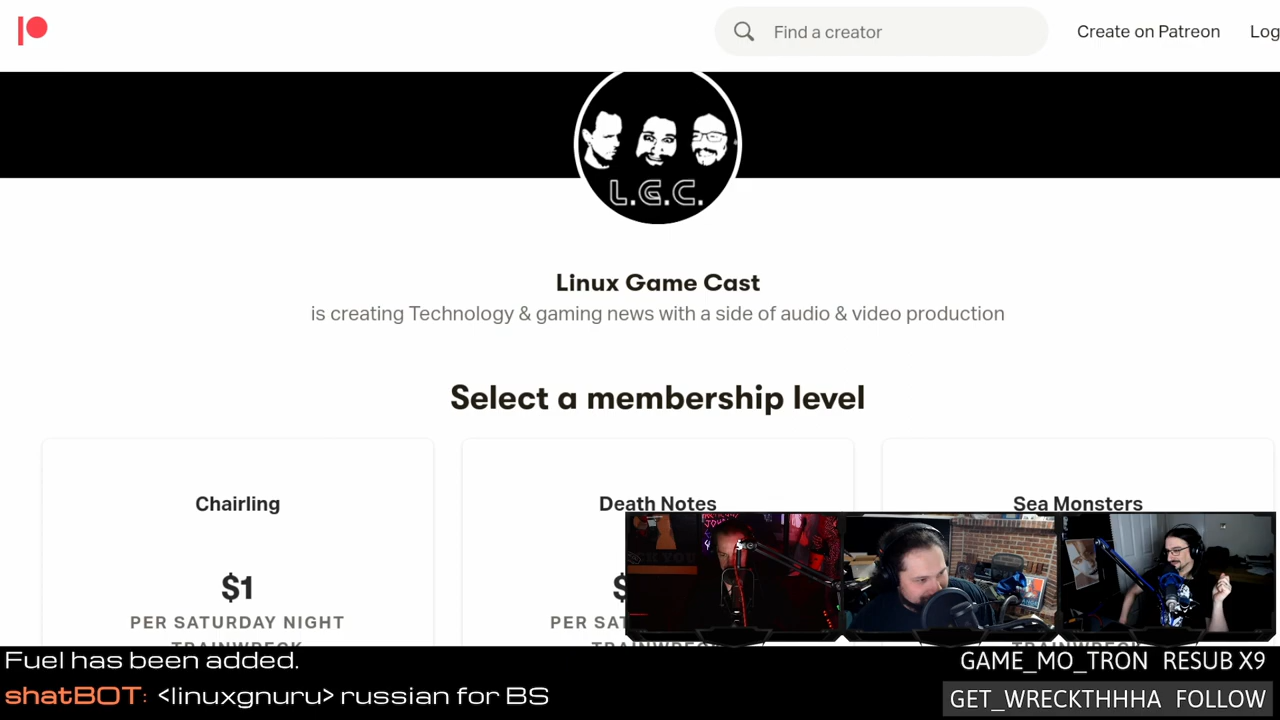 Find a creator
Create on Patreon
Log
L.G.C.
Linux Game Cast
is creating Technology & gaming news with a side of audio & video production
Select a membership level
Chairling
Death Notes
Sea Monsters
$1
$
PER SATURDAY NIGHT
PER SAT
TRAINWRECK
Fuel has been added.
GAME_MO_TRON RESUB X9
shatBOT: <linuxgnuru> russian for BS
GET_WRECKTHHHA FOLLOW